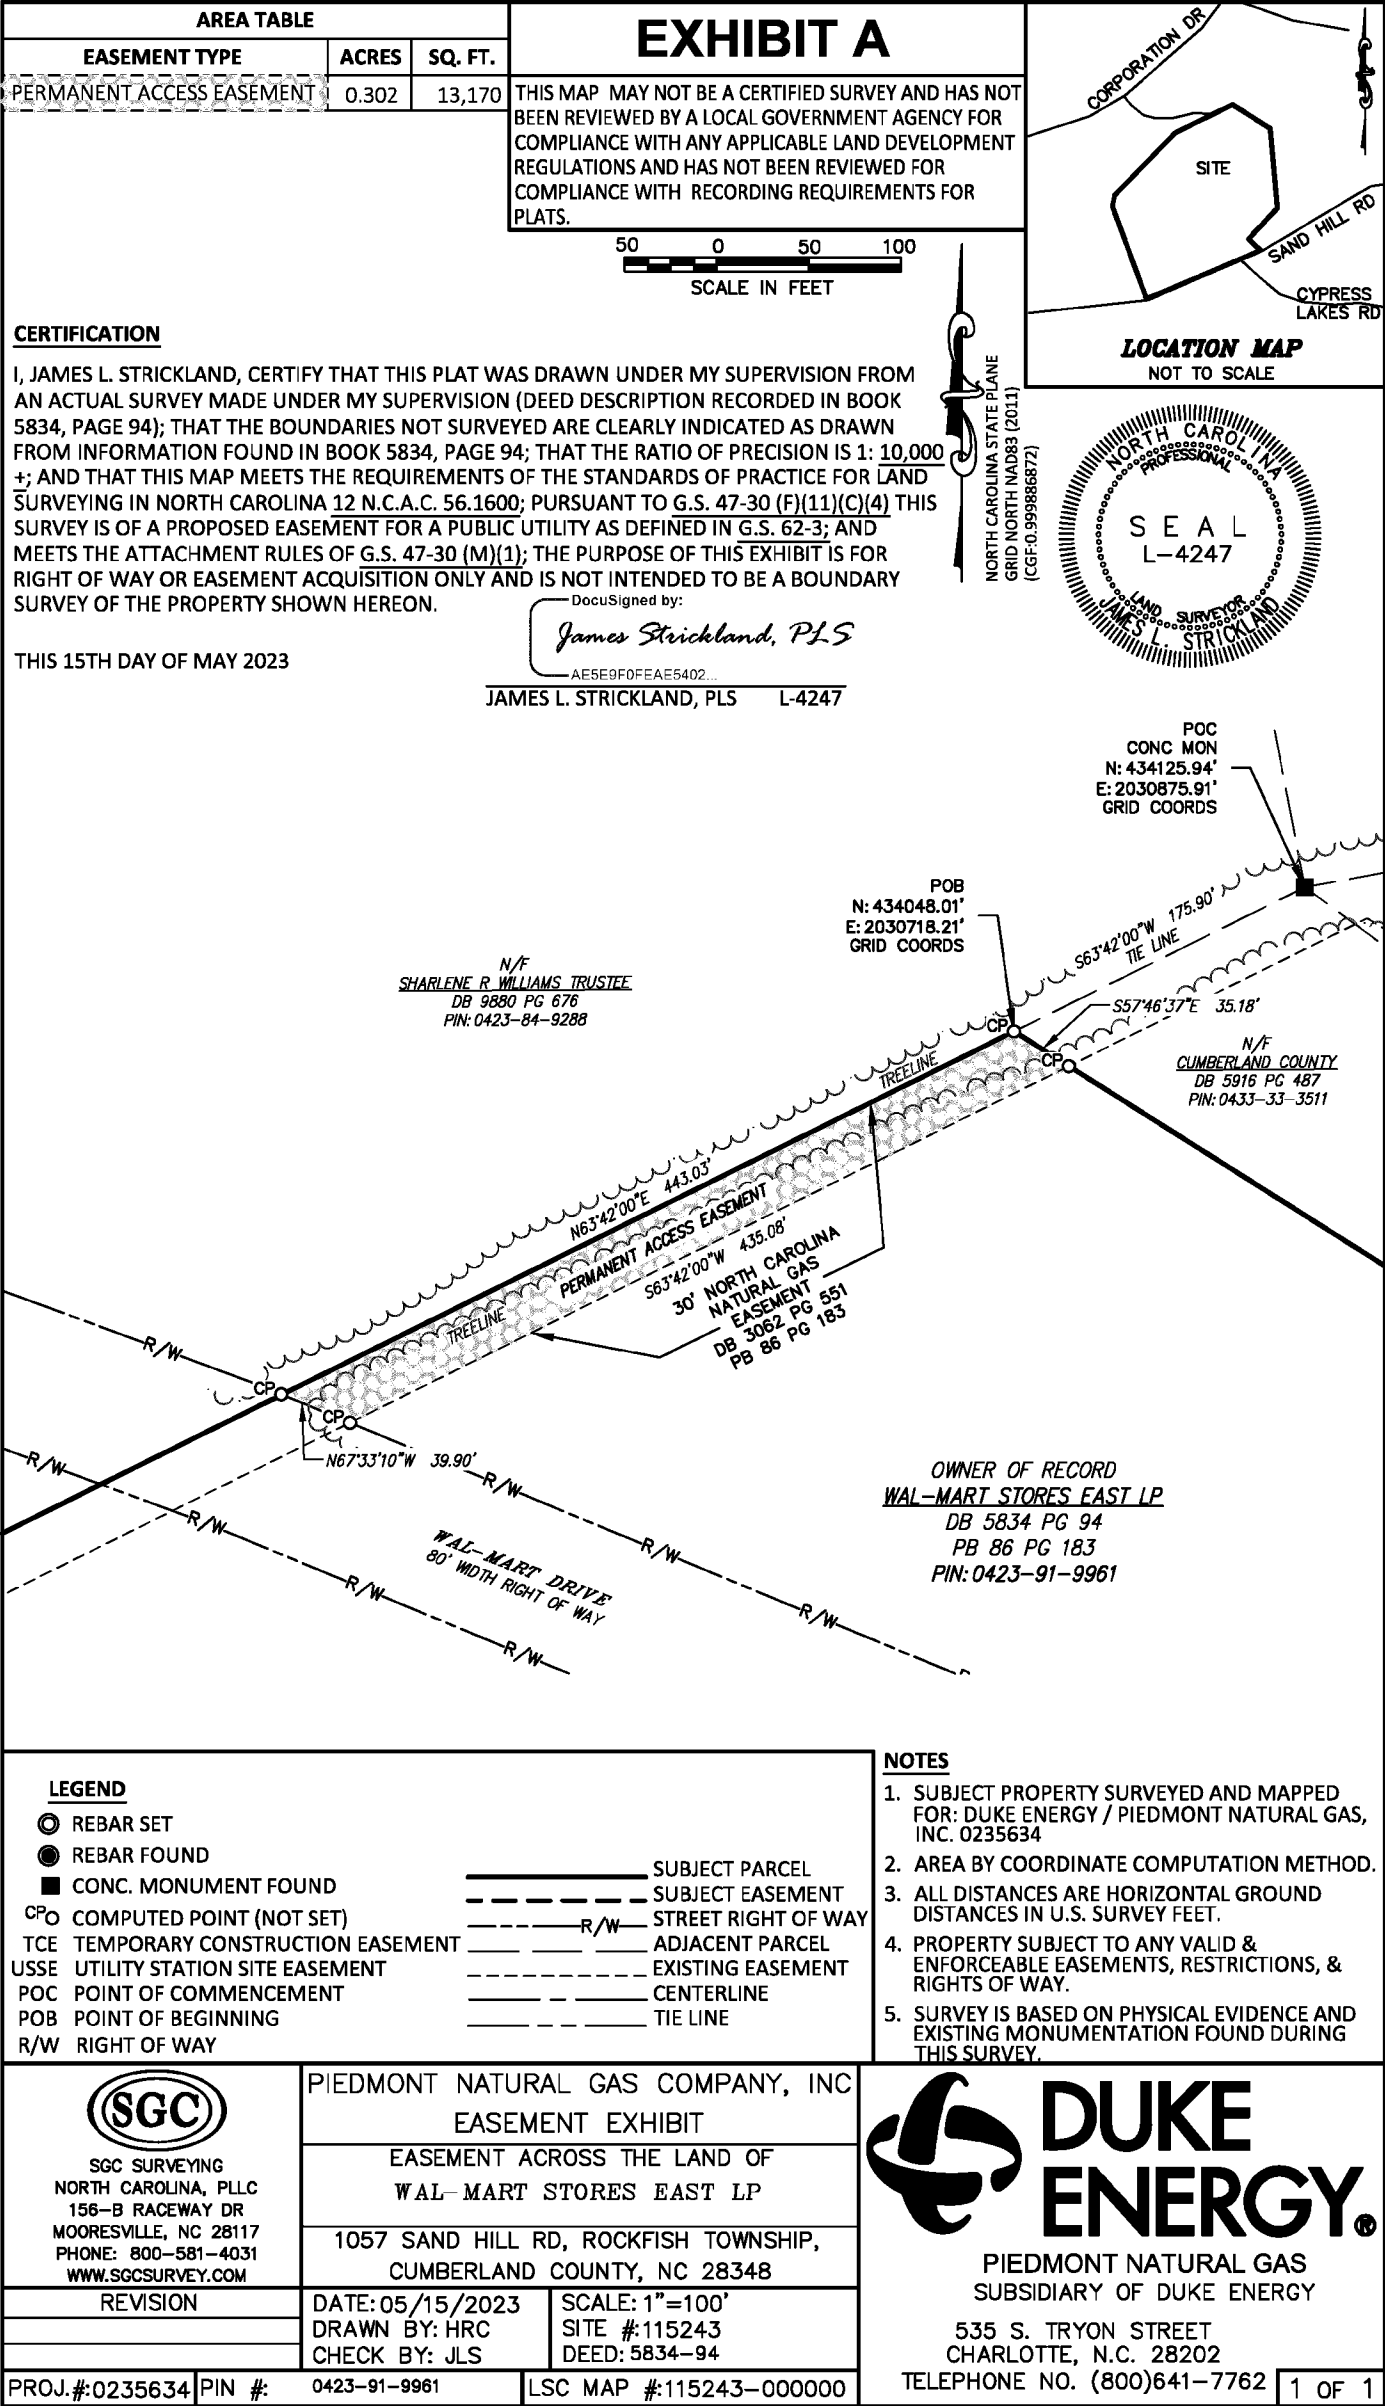 AREA TABLE
EASEMENT TYPE ACRES SQ. FT.
PERMANENT ACCESS EASEMENT 0.302 13,170
EXHIBIT A
THIS MAP MAY NOT BE A CERTIFIED SURVEY AND HAS NOT
BEEN REVIEWED BY A LOCAL GOVERNMENT AGENCY FOR
COMPLIANCE WITH ANY APPLICABLE LAND DEVELOPMENT
REGULATIONS AND HAS NOT BEEN REVIEWED FOR
COMPLIANCE WITH RECORDING REQUIREMENTS FOR
PLATS.
CORPORATION DR
SITE
SAND HILL RD
CYPRESS
LAKES RD
LOCATION MAP
NOT TO SCALE
50 0 50 100
SCALE IN FEET
NORTH CAROLINA STATE PLANE
GRID NORTH NAD83 (2011)
(CGF:0.999886872)
CERTIFICATION
I, JAMES L. STRICKLAND, CERTIFY THAT THIS PLAT WAS DRAWN UNDER MY SUPERVISION FROM
AN ACTUAL SURVEY MADE UNDER MY SUPERVISION (DEED DESCRIPTION RECORDED IN BOOK
5834, PAGE 94); THAT THE BOUNDARIES NOT SURVEYED ARE CLEARLY INDICATED AS DRAWN
FROM INFORMATION FOUND IN BOOK 5834, PAGE 94; THAT THE RATIO OF PRECISION IS 1: 10,000
+; AND THAT THIS MAP MEETS THE REQUIREMENTS OF THE STANDARDS OF PRACTICE FOR LAND
SURVEYING IN NORTH CAROLINA 12 N.C.A.C. 56.1600; PURSUANT TO G.S. 47-30 (F)(11)(C)(4) THIS
SURVEY IS OF A PROPOSED EASEMENT FOR A PUBLIC UTILITY AS DEFINED IN G.S. 62-3; AND
MEETS THE ATTACHMENT RULES OF G.S. 47-30 (M)(1); THE PURPOSE OF THIS EXHIBIT IS FOR
RIGHT OF WAY OR EASEMENT ACQUISITION ONLY AND IS NOT INTENDED TO BE A BOUNDARY
SURVEY OF THE PROPERTY SHOWN HEREON.
THIS 15TH DAY OF MAY 2023
DocuSigned by:
James Strickland, PLS
AE5E9F0FEAE5402...
JAMES L. STRICKLAND, PLS L-4247
NORTH CAROLINA
PROFESSIONAL
SEAL
L-4247
LAND SURVEYOR
JAMES L. STRICKLAND
POC
CONC MON
N: 434125.94'
E: 2030875.91'
GRID COORDS
POB
N: 434048.01'
E: 2030718.21'
GRID COORDS
S63°42'00"W 175.90'
TIE LINE
N/F
SHARLENE R WILLIAMS TRUSTEE
DB 9880 PG 676
PIN: 0423-84-9288
S57°46'37"E 35.18'
CP
CP
N/F
CUMBERLAND COUNTY
DB 5916 PG 487
PIN: 0433-33-3511
TREELINE
N63°42'00"E 443.03'
PERMANENT ACCESS EASEMENT
S63°42'00"W 435.08'
TREELINE
30' NORTH CAROLINA
NATURAL GAS
EASEMENT
DB 3062 PG 551
PB 86 PG 183
R/W
CP
CP
N67°33'10"W 39.90'
R/W
R/W
R/W
R/W
R/W
R/W
R/W
WAL-MART DRIVE
80' WIDTH RIGHT OF WAY
OWNER OF RECORD
WAL-MART STORES EAST LP
DB 5834 PG 94
PB 86 PG 183
PIN: 0423-91-9961
LEGEND
REBAR SET
REBAR FOUND
CONC. MONUMENT FOUND
CP COMPUTED POINT (NOT SET)
TCE TEMPORARY CONSTRUCTION EASEMENT
USSE UTILITY STATION SITE EASEMENT
POC POINT OF COMMENCEMENT
POB POINT OF BEGINNING
R/W RIGHT OF WAY
SUBJECT PARCEL
SUBJECT EASEMENT
R/W STREET RIGHT OF WAY
ADJACENT PARCEL
EXISTING EASEMENT
CENTERLINE
TIE LINE
NOTES
1. SUBJECT PROPERTY SURVEYED AND MAPPED
FOR: DUKE ENERGY / PIEDMONT NATURAL GAS,
INC. 0235634
2. AREA BY COORDINATE COMPUTATION METHOD.
3. ALL DISTANCES ARE HORIZONTAL GROUND
DISTANCES IN U.S. SURVEY FEET.
4. PROPERTY SUBJECT TO ANY VALID &
ENFORCEABLE EASEMENTS, RESTRICTIONS, &
RIGHTS OF WAY.
5. SURVEY IS BASED ON PHYSICAL EVIDENCE AND
EXISTING MONUMENTATION FOUND DURING
THIS SURVEY.
SGC
SGC SURVEYING
NORTH CAROLINA, PLLC
156-B RACEWAY DR
MOORESVILLE, NC 28117
PHONE: 800-581-4031
WWW.SGCSURVEY.COM
REVISION
PIEDMONT NATURAL GAS COMPANY, INC
EASEMENT EXHIBIT
EASEMENT ACROSS THE LAND OF
WAL-MART STORES EAST LP
1057 SAND HILL RD, ROCKFISH TOWNSHIP,
CUMBERLAND COUNTY, NC 28348
DATE: 05/15/2023
DRAWN BY: HRC
CHECK BY: JLS
SCALE: 1"=100'
SITE #:115243
DEED: 5834-94
PROJ.#:0235634 PIN #: 0423-91-9961 LSC MAP #:115243-000000
DUKE
ENERGY®
PIEDMONT NATURAL GAS
SUBSIDIARY OF DUKE ENERGY
535 S. TRYON STREET
CHARLOTTE, N.C. 28202
TELEPHONE NO. (800)641-7762
1 OF 1